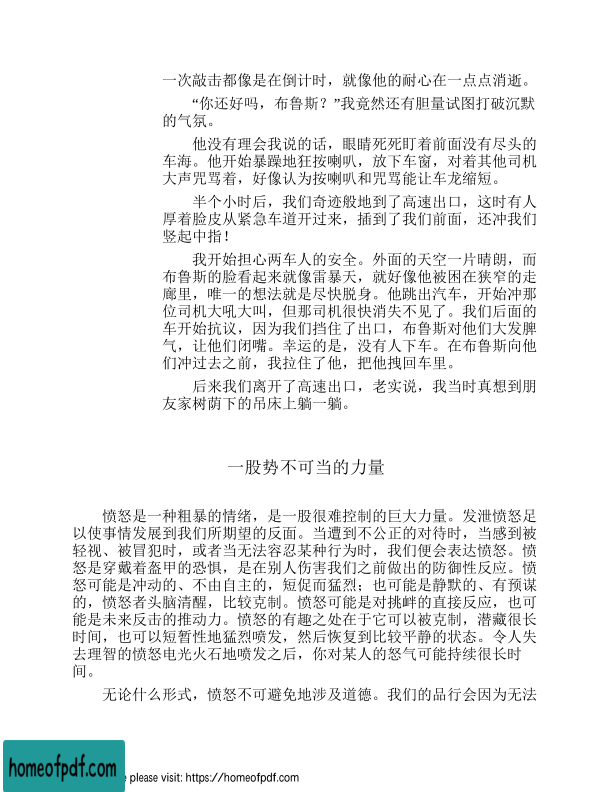 一次敲击都像是在倒计时，就像他的耐心在一点点消逝。
“你还好吗，布鲁斯？”我竟然还有胆量试图打破沉默
的气氛。
他没有理会我说的话，眼睛死死盯着前面没有尽头的
车海。他开始暴躁地狂按喇叭，放下车窗，对着其他司机
大声咒骂着，好像认为按喇叭和咒骂能让车龙缩短。
半个小时后，我们奇迹般地到了高速出口，这时有人
厚着脸皮从紧急车道开过来，插到了我们前面，还冲我们
竖起中指！
我开始担心两车人的安全。外面的天空一片晴朗，而
布鲁斯的脸看起来就像雷暴天，就好像他被困在狭窄的走
廊里，唯一的想法就是尽快脱身。他跳出汽车，开始冲那
位司机大吼大叫，但那司机很快消失不见了。我们后面的
车开始抗议，因为我们挡住了出口，布鲁斯对他们大发脾
气，让他们闭嘴。幸运的是，没有人下车。在布鲁斯向他
们冲过去之前，我拉住了他，把他拽回车里。
后来我们离开了高速出口，老实说，我当时真想到朋
友家树荫下的吊床上躺一躺。
一股势不可当的力量
愤怒是一种粗暴的情绪，是一股很难控制的巨大力量。发泄愤怒足
以使事情发展到我们所期望的反面。当遭到不公正的对待时，当感到被
轻视、被冒犯时，或者当无法容忍某种行为时，我们便会表达愤怒。愤
怒是穿戴着盔甲的恐惧，是在别人伤害我们之前做出的防御性反应。愤
怒可能是冲动的、不由自主的，短促而猛烈；也可能是静默的、有预谋
的，愤怒者头脑清醒，比较克制。愤怒可能是对挑衅的直接反应，也可
能是未来反击的推动力。愤怒的有趣之处在于它可以被克制，潜藏很长
时间，也可以短暂性地猛烈喷发，然后恢复到比较平静的状态。令人失
去理智的愤怒电光火石地喷发之后，你对某人的怒气可能持续很长时
间。
无论什么形式，愤怒不可避免地涉及道德。我们的品行会因为无法
homeofpdf.com
please visit: https://homeofpdf.com